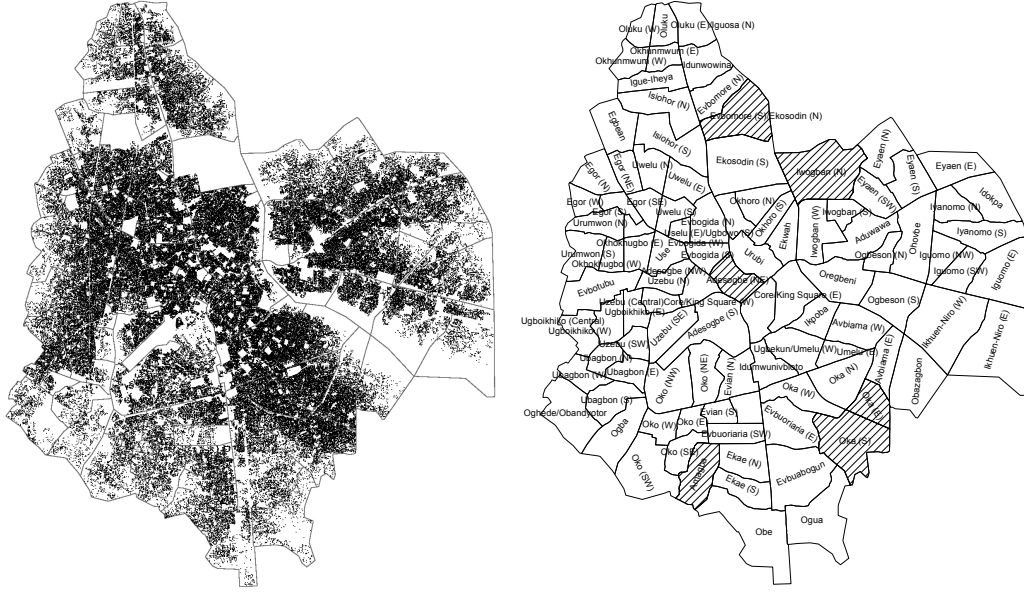 Oluku (W)
Oluku
Oluku (E)
Iguosa (N)
Okhunmwum (E)
Okhunmwum (W)
Idunwowina
Igue-Iheya
Evbomore (N)
Isiohor (N)
Evbomore (S)
Ekosodin (N)
Egbean
Isiohor (S)
Eyaen (N)
Ekosodin (S)
Uwelu (N)
Egor (NE)
Egor (N)
Iwogban (N)
Eyaen (S)
Eyaen (E)
Uwelu (E)
Eyaen (SW)
Idokpa
Egor (W)
Egor (SE)
Okhoro (N)
Iyanomo (N)
Egor (S)
Uwelu (S)
Okhoro (S)
Iwogban (W)
Iwogban (S)
Urumwon (N)
Evbogida (N)
Uselu (E)/Ugbowo (S)
Ekwah
Aduwawa
Ohovbe
Iyanomo (S)
Okhokhugbo (E)
Evbogida (W)
Urumwon (S)
Use
Evbogida (S)
Urubi
Ogbeson (N)
Iguomo (NW)
Okhokhugbo (W)
Adesogbe (NW)
Iguomo (SW)
Iguomo (E)
Uzebu (N)
Adesogbe (NE)
Oregbeni
Evbotubu
Core/King Square (E)
Uzebu (Central)
Core/King Square (W)
Ogbeson (S)
Ugboikhiko (E)
Adesogbe (S)
Ikpoba
Ikhuen-Niro (W)
Ikhuen-Niro (E)
Ugboikhiko (Central)
Ugboikhiko (W)
Uzebu (SE)
Avbiama (W)
Uzebu (SW)
Ugbekun/Umelu (W)
Umelu (E)
Avbiama (E)
Ubagbon (N)
Idumwunivbioto
Ubagbon (W)
Ubagbon (E)
Oko (NW)
Oko (NE)
Evian (N)
Oka (N)
Obazagbon
Oka (W)
Oka (E)
Ubagbon (S)
Oghede/Obandyotor
Evian (S)
Evbuoriaria (E)
Ogba
Oko (W)
Oko (E)
Evbuoriaria (SW)
Oka (S)
Oko (SE)
Oko (SW)
Ekae (N)
Evbuabogun
Ekae (S)
Obe
Ogua